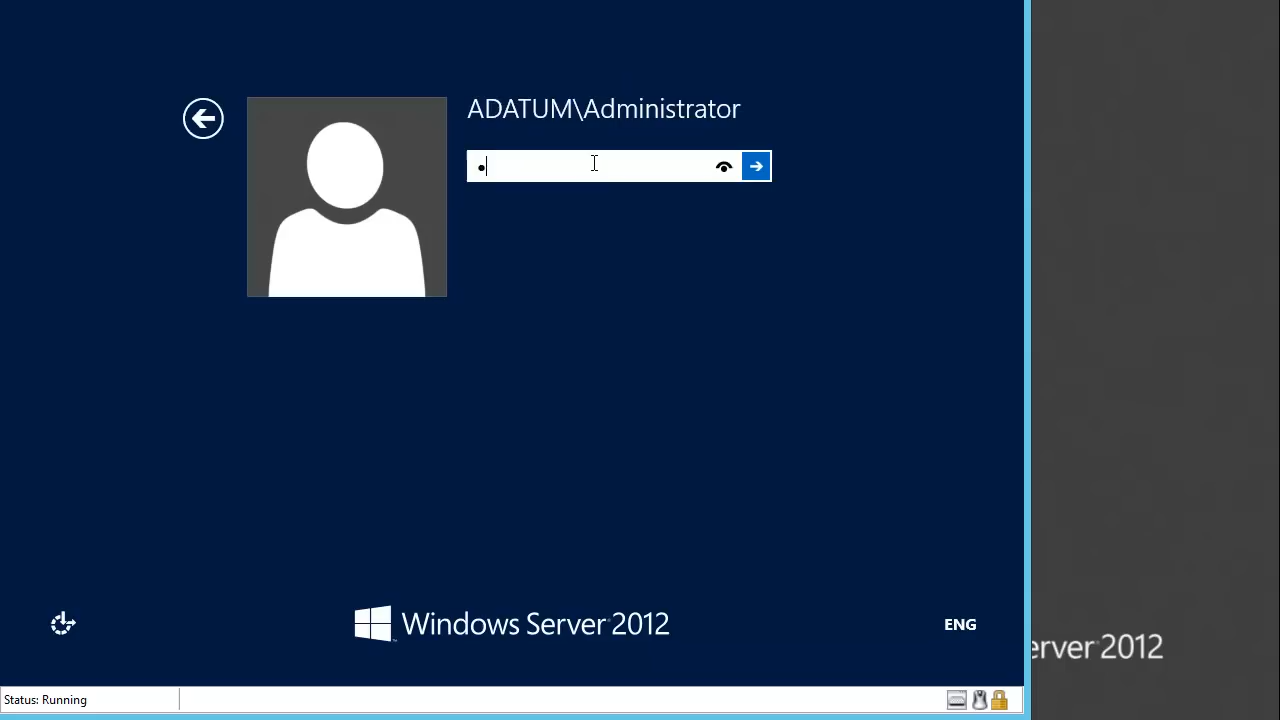 ADATUM\Administrator
Windows Server 2012
ENG
erver 2012
Status: Running